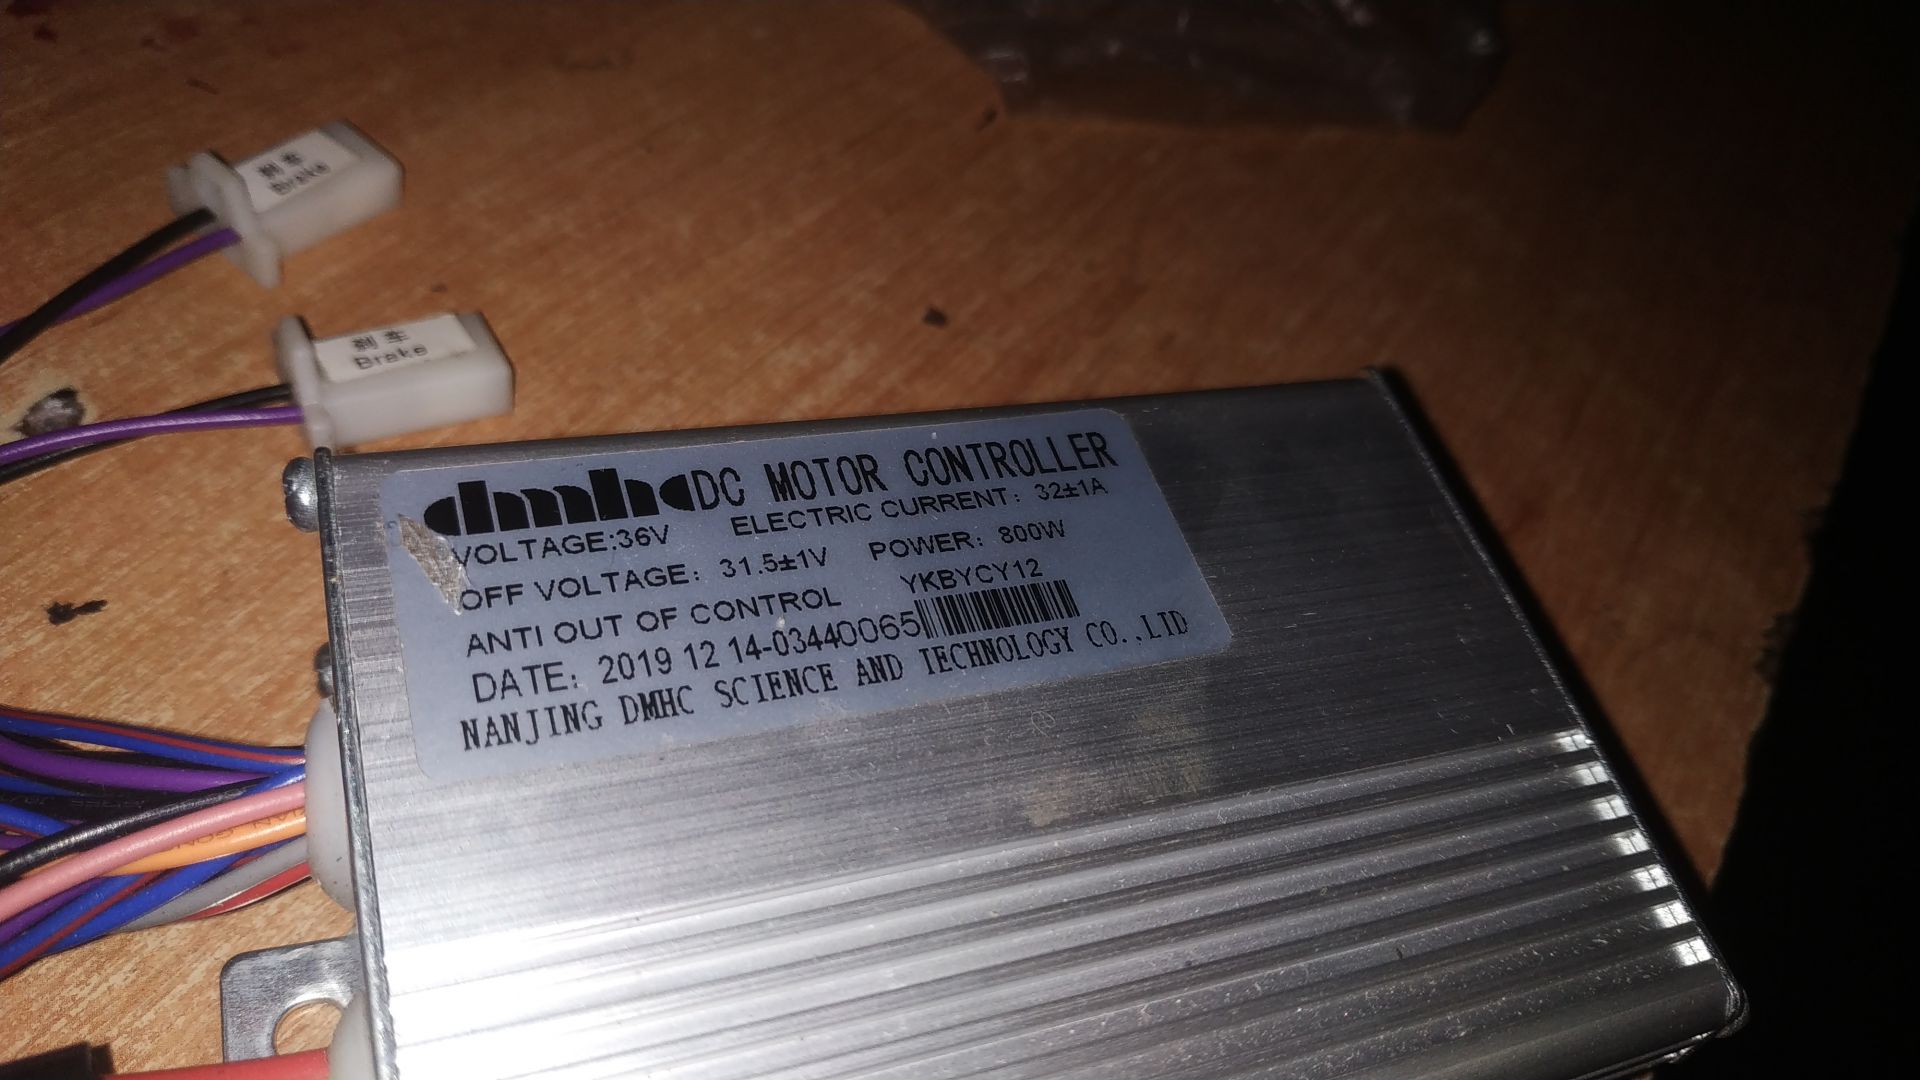 刹车
Brake
刹车
Brake
dmhc DC MOTOR CONTROLLER
VOLTAGE:36V ELECTRIC CURRENT: 32±1A
OFF VOLTAGE: 31.5±1V POWER: 800W
ANTI OUT OF CONTROL YKBYCY12
DATE: 2019 12 14-03440065
NANJING DMHC SCIENCE AND TECHNOLOGY CO.,LTD